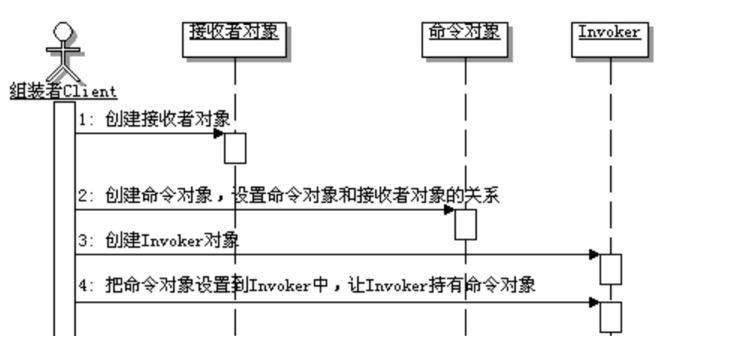 接收者对象
命令对象
Invoker
组装者Client
1: 创建接收者对象
2: 创建命令对象，设置命令对象和接收者对象的关系
3: 创建Invoker对象
4: 把命令对象设置到Invoker中，让Invoker持有命令对象